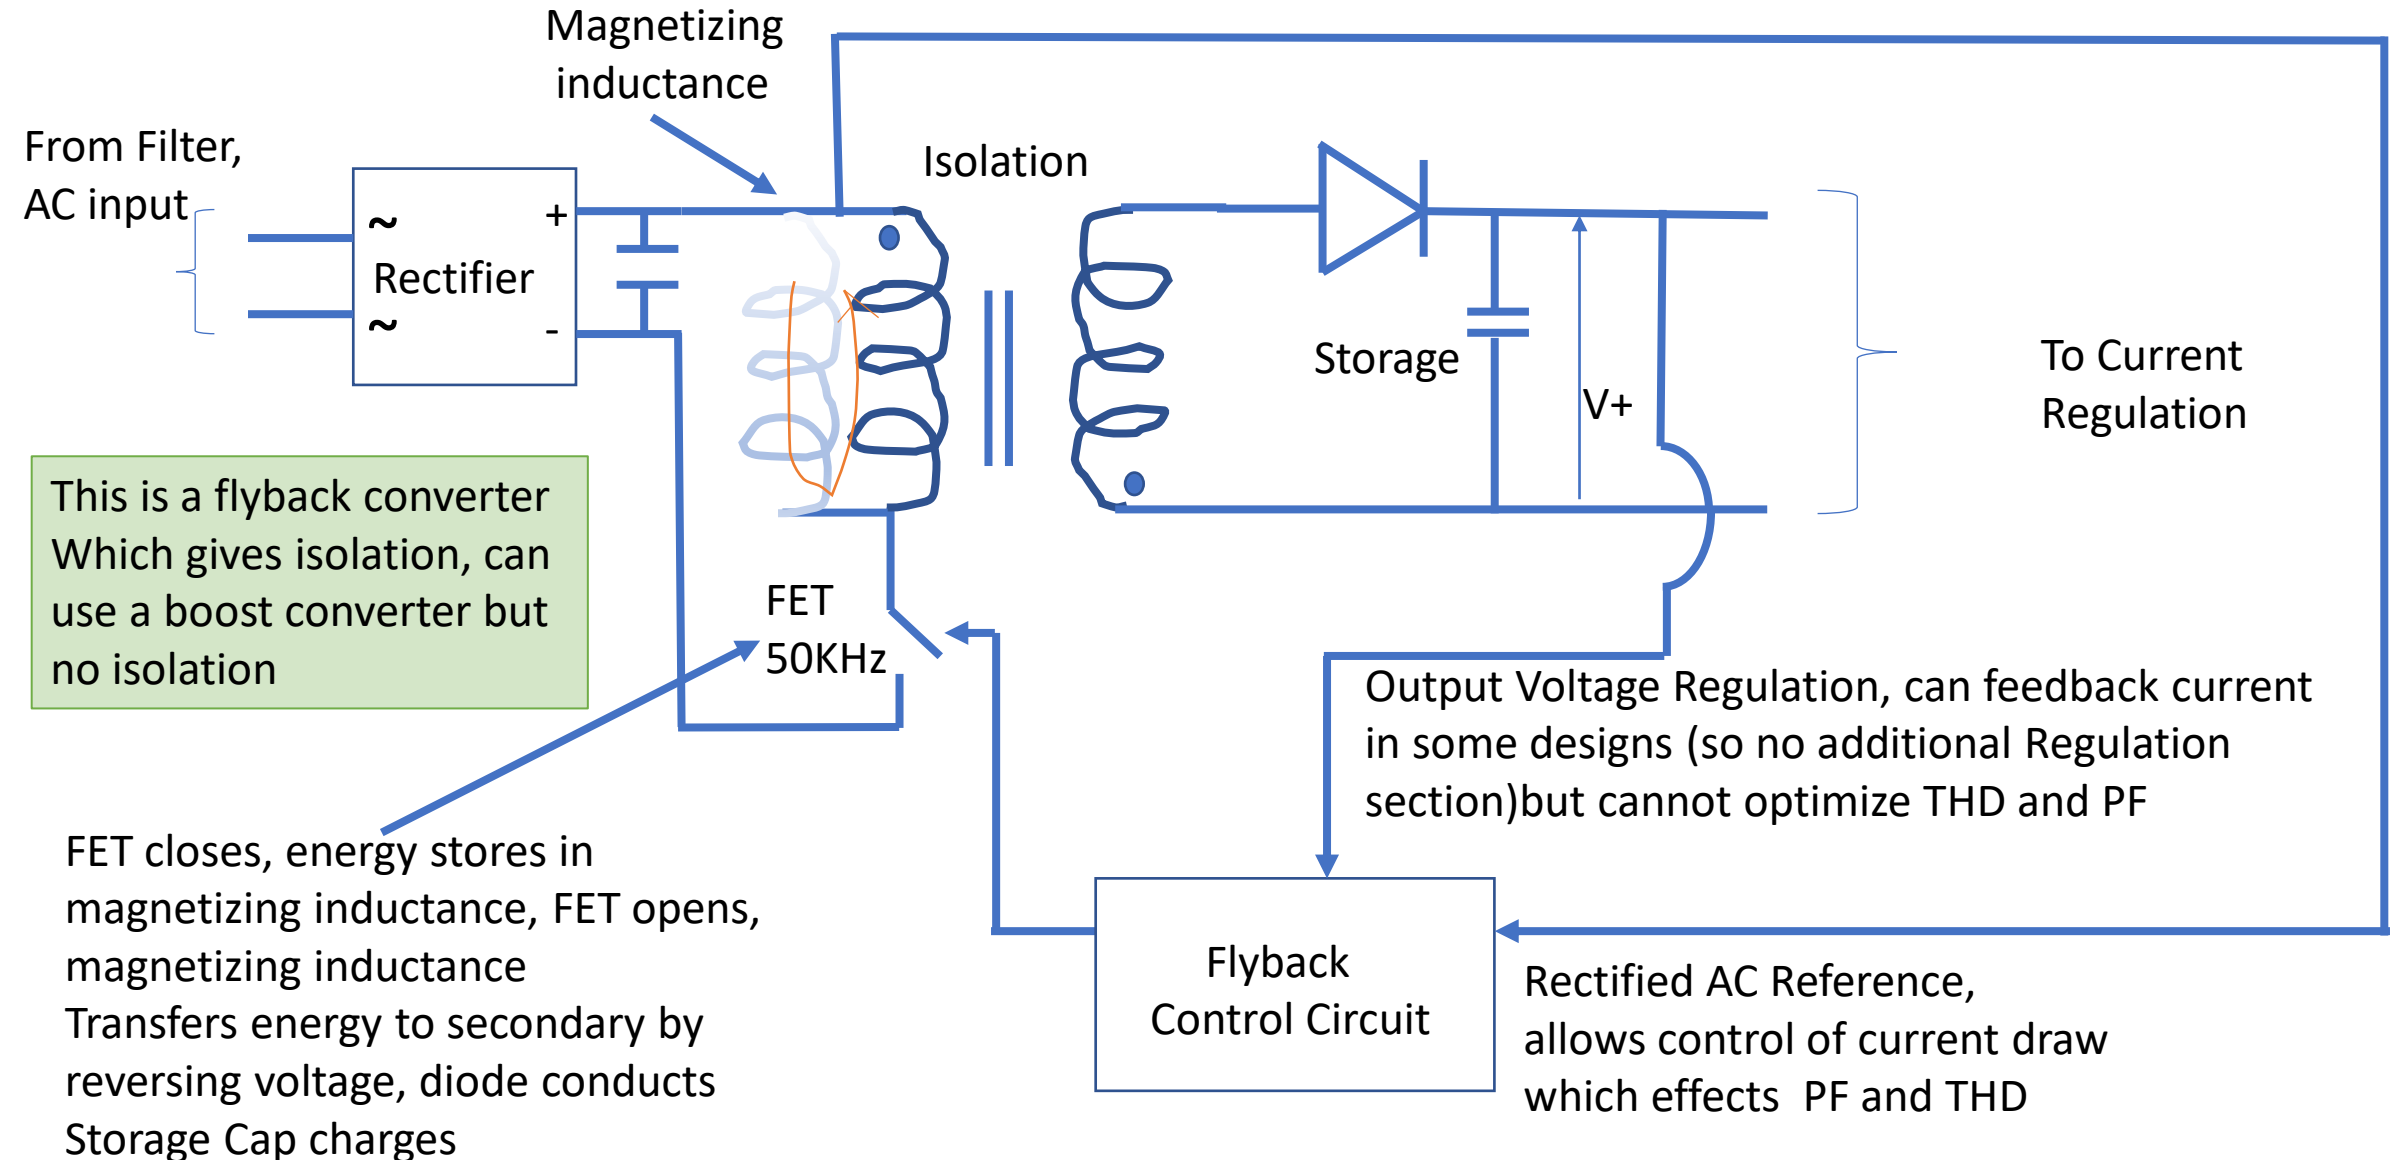 Magnetizing
inductance
From Filter,
AC input
Isolation
~
+
Rectifier
~
-
Storage
V+
To Current
Regulation
This is a flyback converter
Which gives isolation, can
use a boost converter but
no isolation
FET
50KHz
Output Voltage Regulation, can feedback current
in some designs (so no additional Regulation
section)but cannot optimize THD and PF
FET closes, energy stores in
magnetizing inductance, FET opens,
magnetizing inductance
Transfers energy to secondary by
reversing voltage, diode conducts
Storage Cap charges
Flyback
Control Circuit
Rectified AC Reference,
allows control of current draw
which effects  PF and THD